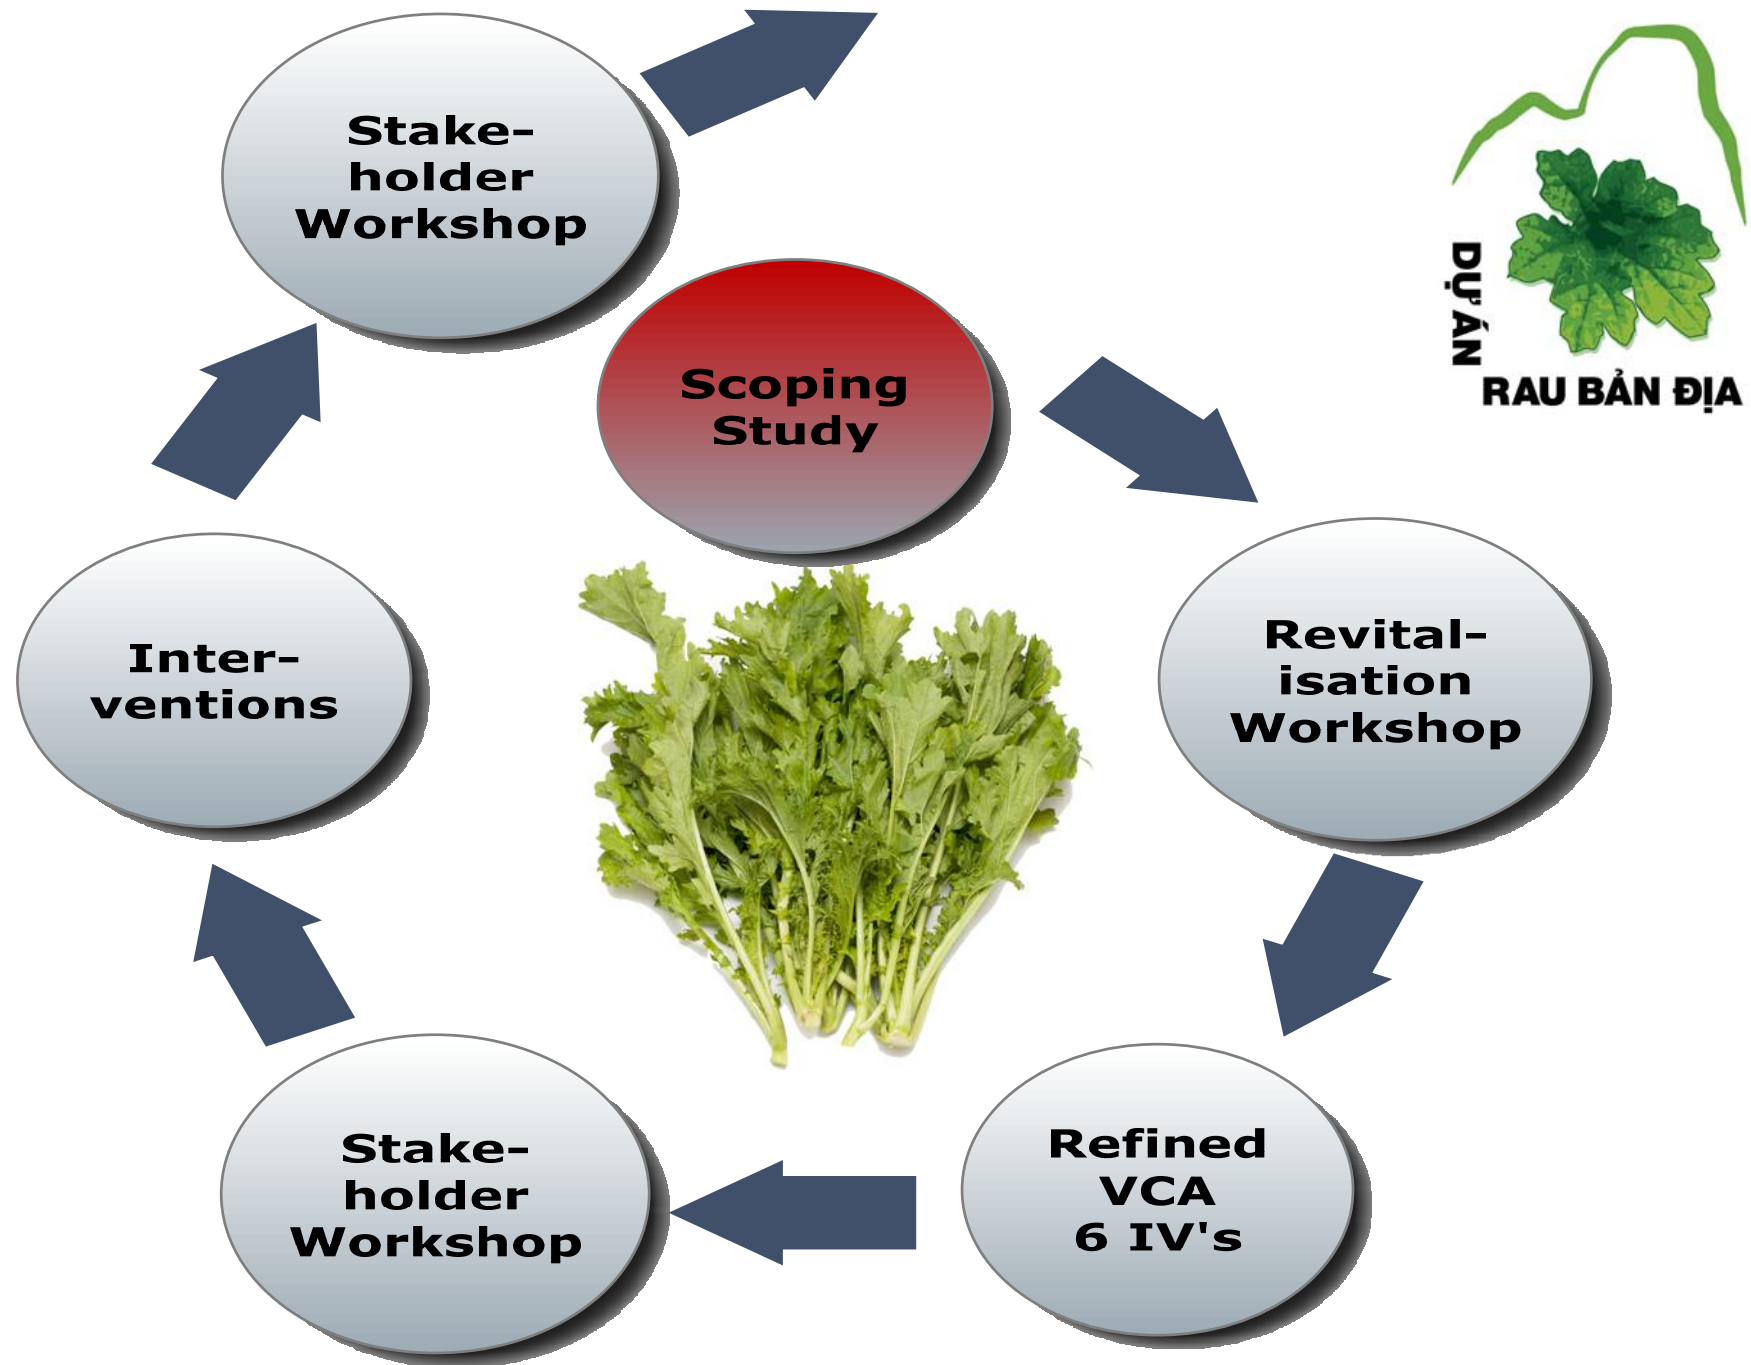 Stake-
holder
Workshop
Scoping
Study
DỰ ÁN
RAU BẢN ĐỊA
Revital-
isation
Workshop
Inter-
ventions
Refined
VCA
6 IV's
Stake-
holder
Workshop